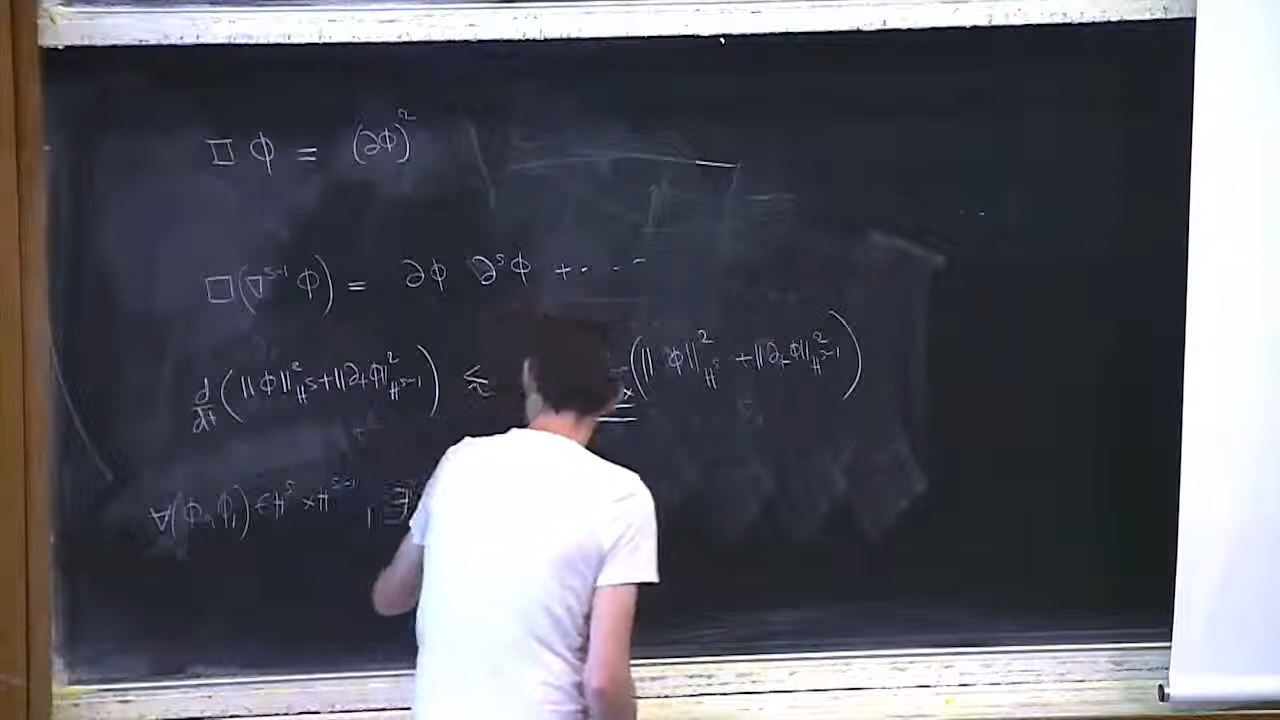 □ φ = (∂φ)²
□(∇^{s-1} φ) = ∂φ ∂^s φ + · · ·
d/dt (||φ||²_{H^s} + ||∂_t φ||²_{H^{s-1}}) ≲ (||φ||²_{H^s} + ||∂_t φ||²_{H^{s-1}})
∀(φ₀, φ₁) ∈ H^s × H^{s-1}, ∃